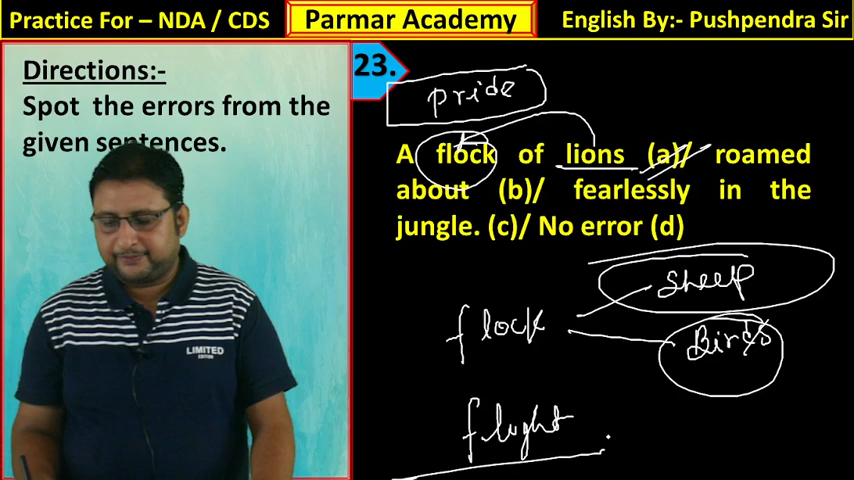 Practice For – NDA / CDS
Parmar Academy
English By:- Pushpendra Sir
Directions:-
Spot the errors from the
given sentences.
23.
pride
A flock of lions (a)/ roamed
about (b)/ fearlessly in the
jungle. (c)/ No error (d)
Sheep
flock
Birds
flight
LIMITED
EDITION